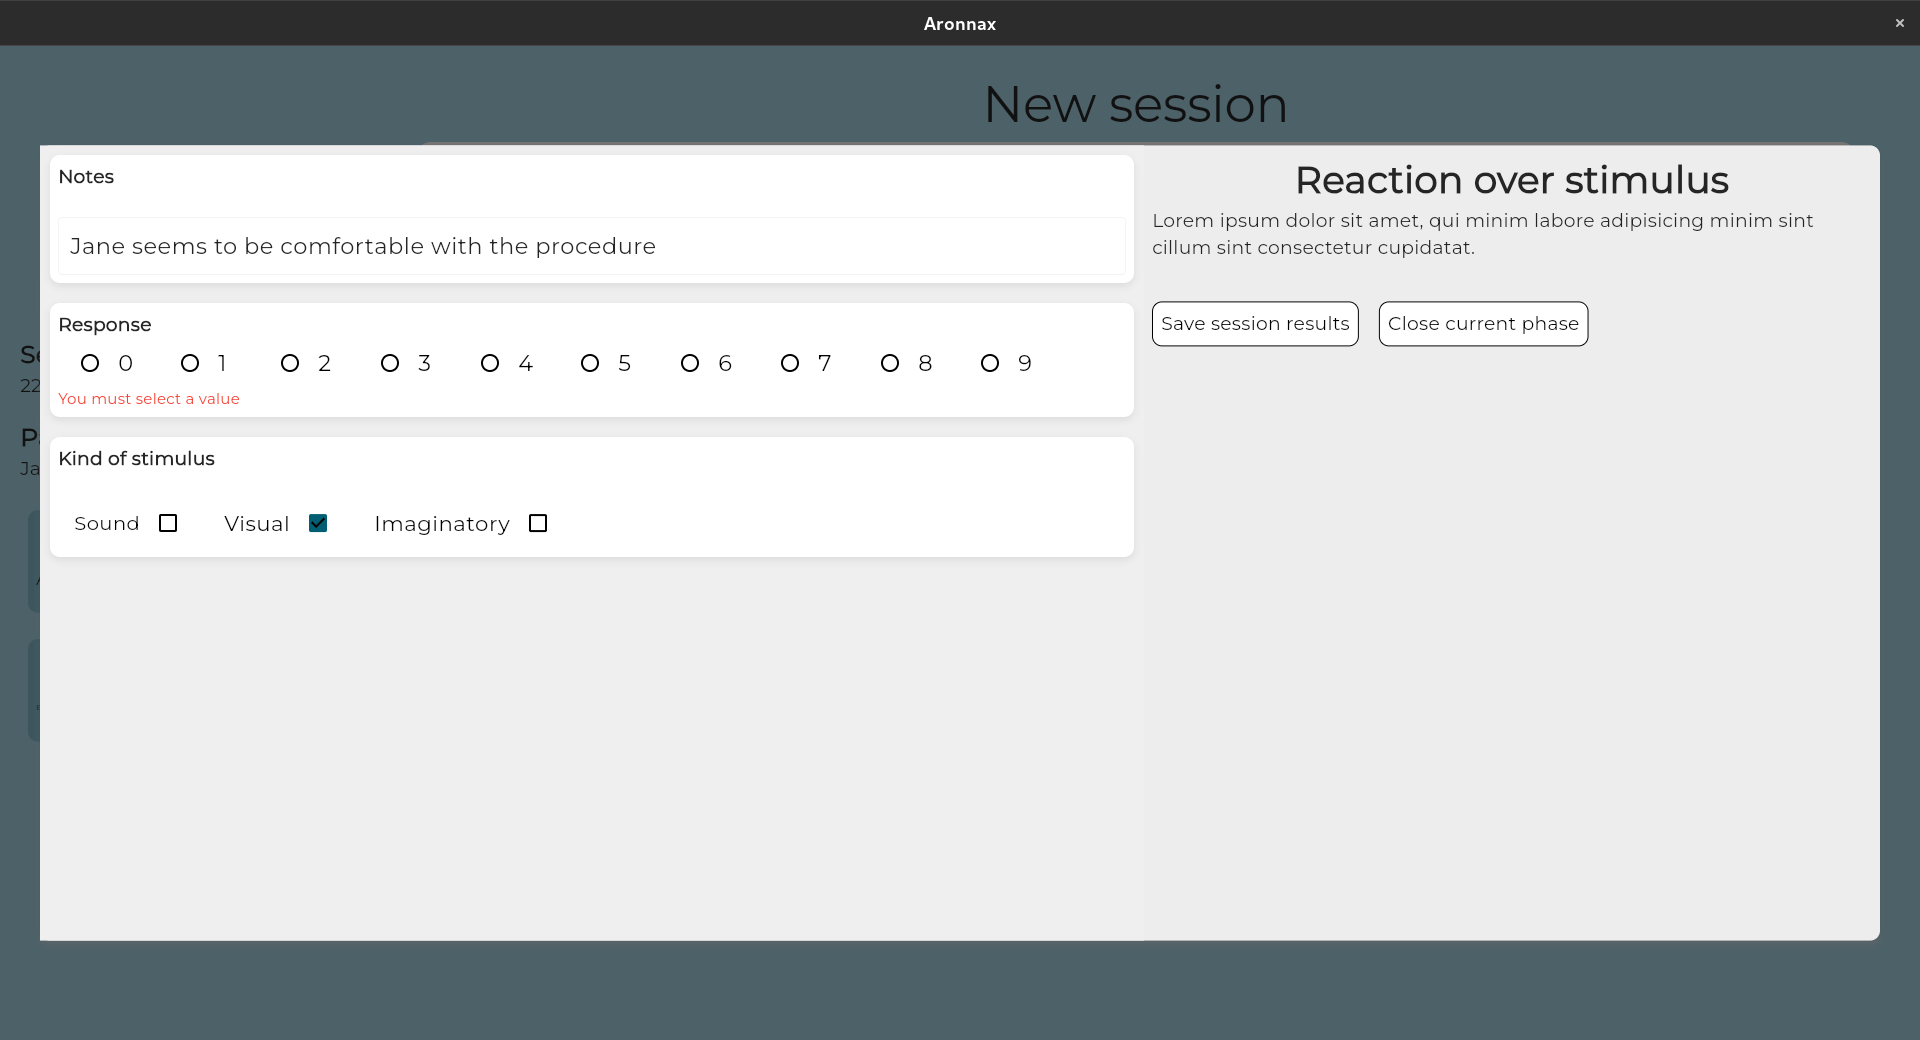 Aronnax
New session
Notes
Jane seems to be comfortable with the procedure
Response
0 1 2 3 4 5 6 7 8 9
You must select a value
Kind of stimulus
Sound Visual Imaginatory
Reaction over stimulus
Lorem ipsum dolor sit amet, qui minim labore adipisicing minim sint
cillum sint consectetur cupidatat.
Save session results Close current phase
22